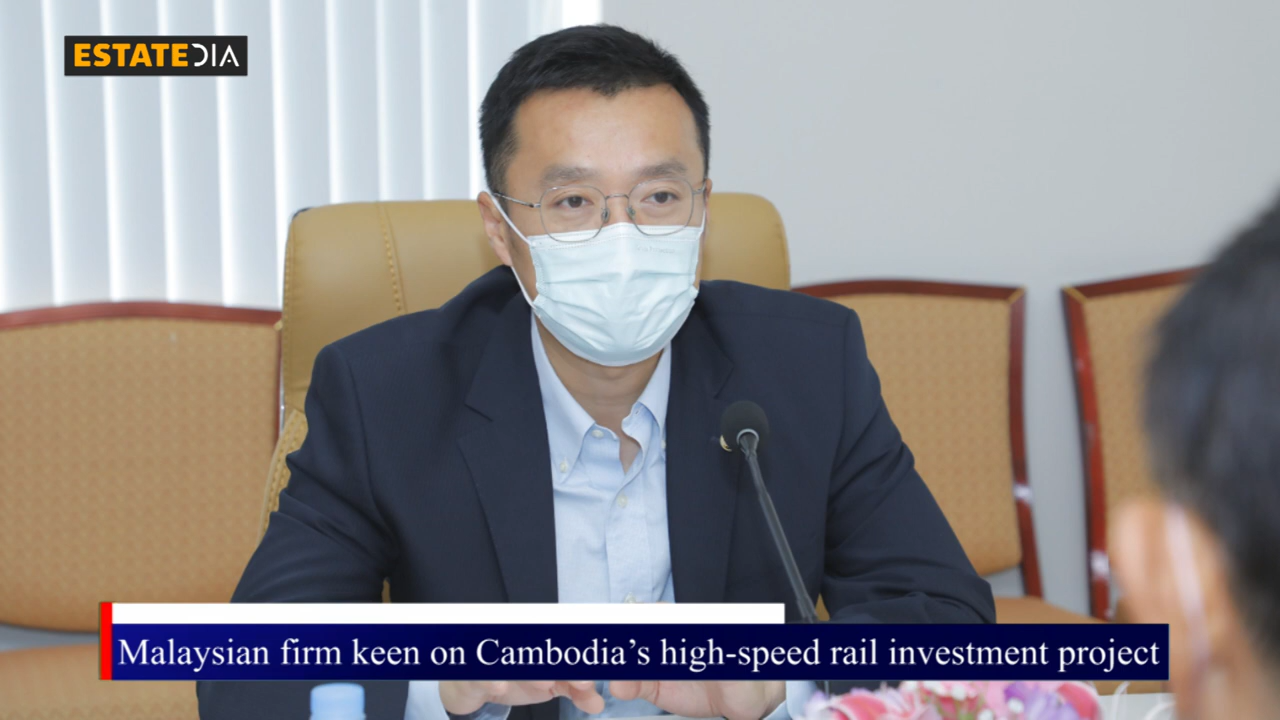 ESTATEDIA
Malaysian firm keen on Cambodia’s high-speed rail investment project